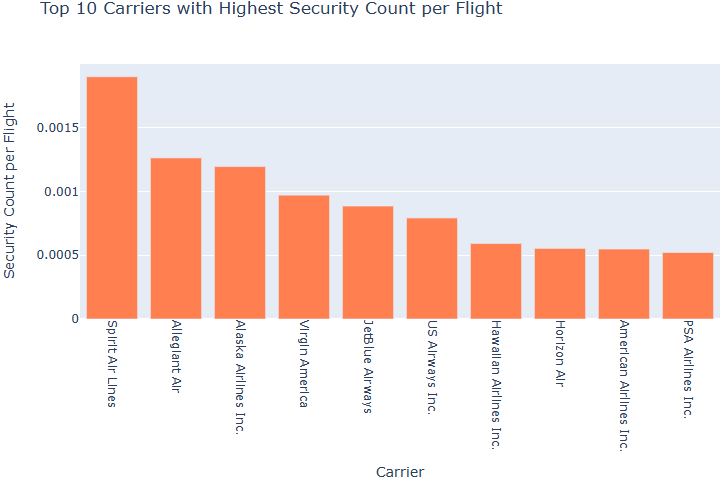 Top 10 Carriers with Highest Security Count per Flight
Security Count per Flight
0.0015
0.001
0.0005
0
Spirit Air Lines
Allegiant Air
Alaska Airlines Inc.
Virgin America
JetBlue Airways
US Airways Inc.
Hawaiian Airlines Inc.
Horizon Air
American Airlines Inc.
PSA Airlines Inc.
Carrier